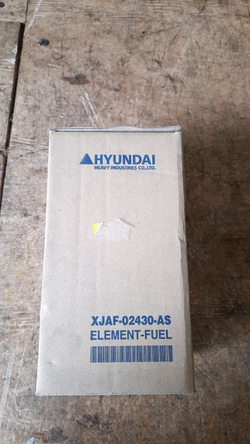 HYUNDAI
HEAVY INDUSTRIES CO.,LTD.
XJAF-02430-AS
ELEMENT-FUEL